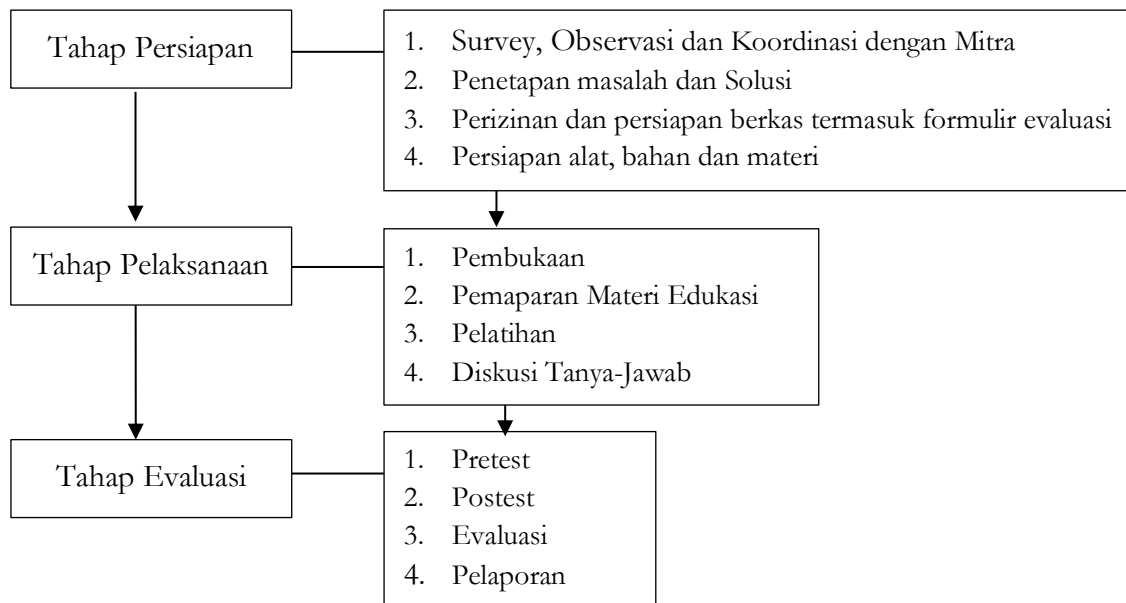 Tahap Persiapan
1. Survey, Observasi dan Koordinasi dengan Mitra
2. Penetapan masalah dan Solusi
3. Perizinan dan persiapan berkas termasuk formulir evaluasi
4. Persiapan alat, bahan dan materi
Tahap Pelaksanaan
1. Pembukaan
2. Pemaparan Materi Edukasi
3. Pelatihan
4. Diskusi Tanya-Jawab
Tahap Evaluasi
1. Pretest
2. Postest
3. Evaluasi
4. Pelaporan